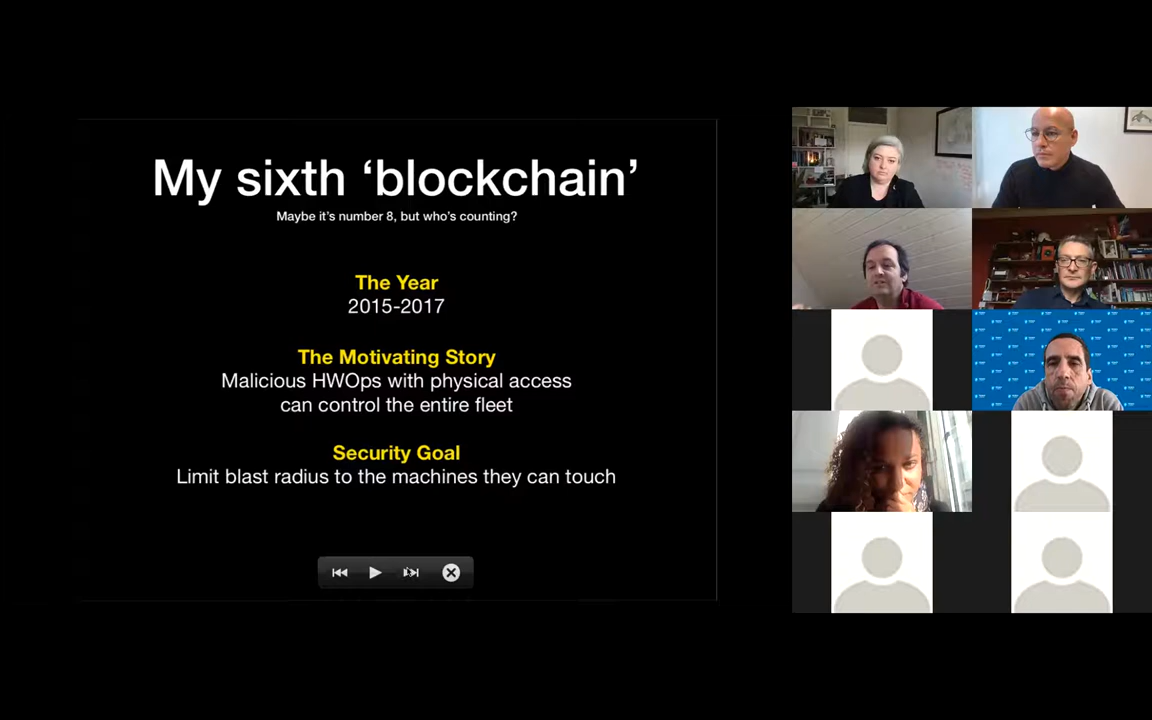 My sixth ‘blockchain’
Maybe it's number 8, but who's counting?
The Year
2015-2017
The Motivating Story
Malicious HWOps with physical access
can control the entire fleet
Security Goal
Limit blast radius to the machines they can touch